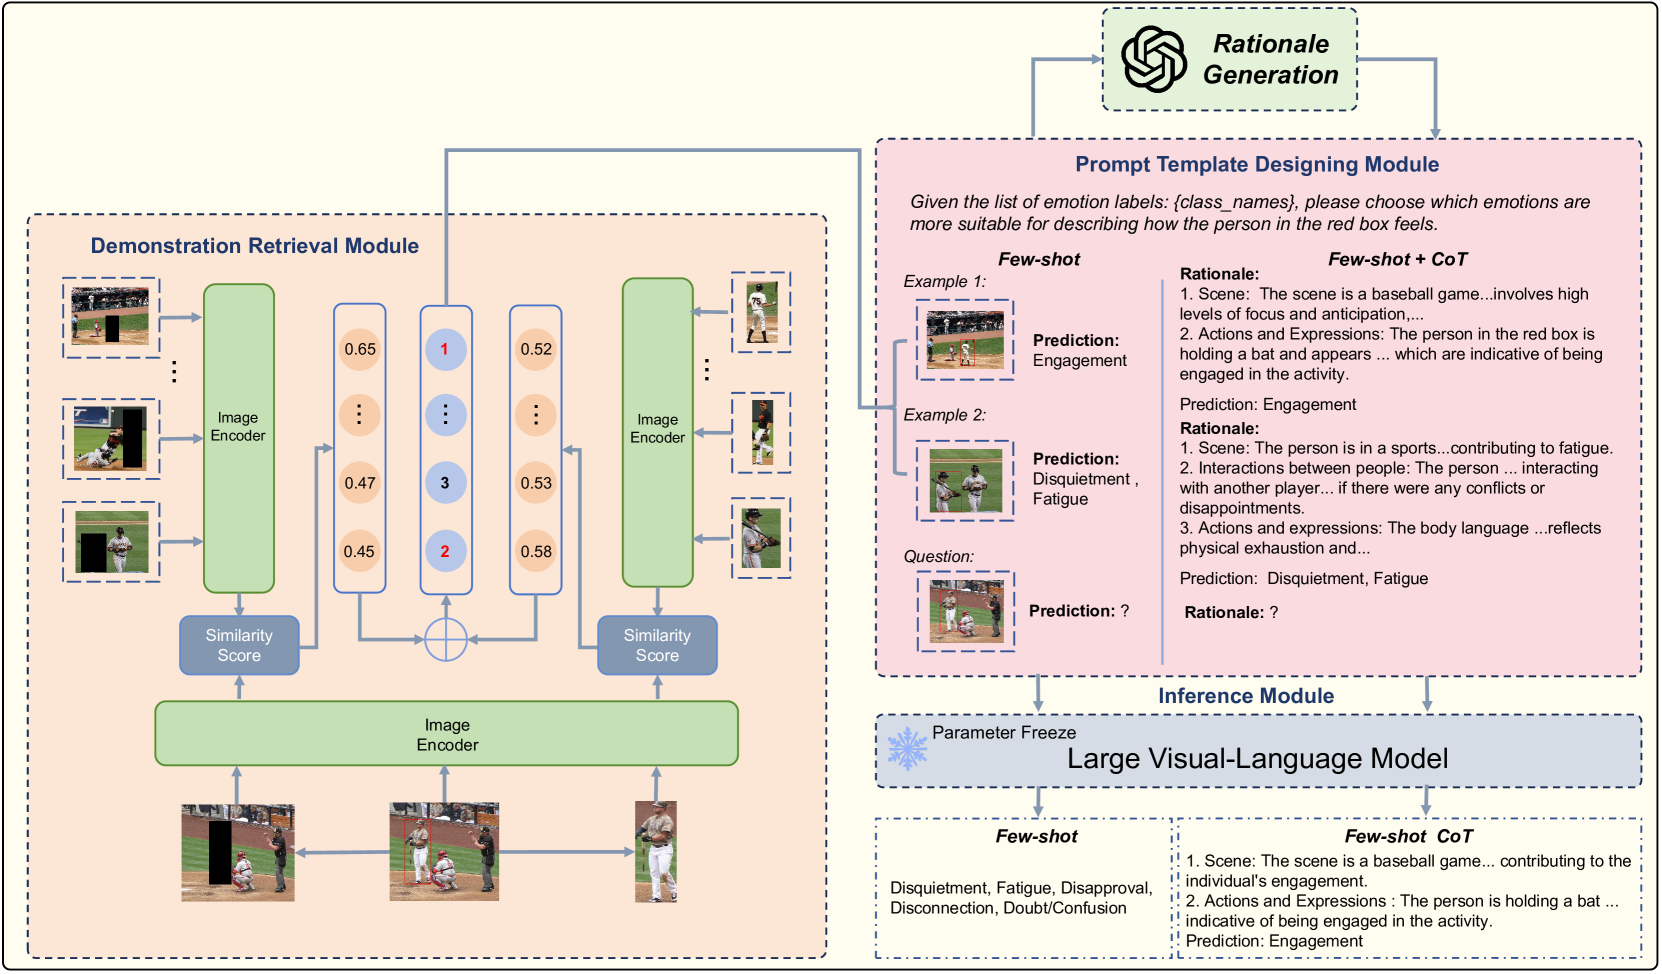 Rationale
Generation
Demonstration Retrieval Module
Image
Encoder
0.65
⋮
0.47
0.45
1
⋮
3
2
0.52
⋮
0.53
0.58
Image
Encoder
⋮
⋮
Similarity
Score
Similarity
Score
Image
Encoder
75
Prompt Template Designing Module
Given the list of emotion labels: {class_names}, please choose which emotions are
more suitable for describing how the person in the red box feels.
Few-shot
Example 1:
Prediction:
Engagement
Example 2:
Prediction:
Disquietment ,
Fatigue
Question:
Prediction: ?
Few-shot + CoT
Rationale:
1. Scene:  The scene is a baseball game...involves high
levels of focus and anticipation,...
2. Actions and Expressions: The person in the red box is
holding a bat and appears ... which are indicative of being
engaged in the activity.
Prediction: Engagement
Rationale:
1. Scene: The person is in a sports...contributing to fatigue.
2. Interactions between people: The person ... interacting
with another player... if there were any conflicts or
disappointments.
3. Actions and expressions: The body language ...reflects
physical exhaustion and...
Prediction:  Disquietment, Fatigue
Rationale: ?
Inference Module
Parameter Freeze
Large Visual-Language Model
Few-shot
Disquietment, Fatigue, Disapproval,
Disconnection, Doubt/Confusion
Few-shot  CoT
1. Scene: The scene is a baseball game... contributing to the
individual's engagement.
2. Actions and Expressions : The person is holding a bat ...
indicative of being engaged in the activity.
Prediction: Engagement